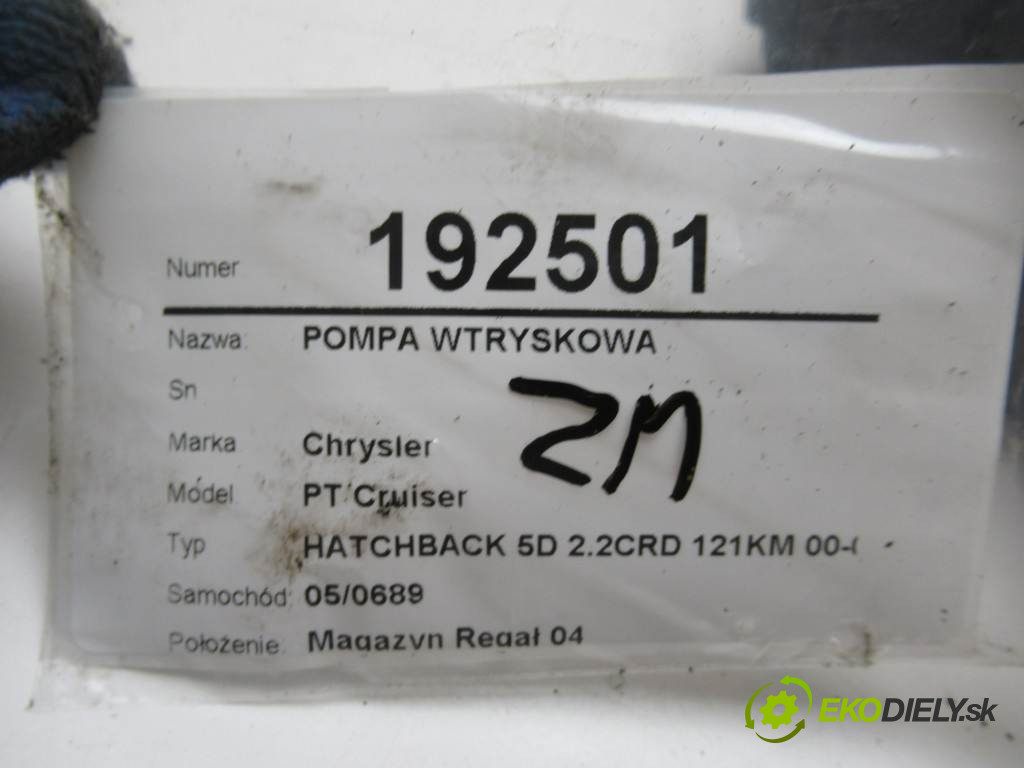 Numer 192501
Nazwa: POMPA WTRYSKOWA
Sn
ZM
Marka Chrysler
Model PT Cruiser
Typ HATCHBACK 5D 2.2CRD 121KM 00-
Samochód: 05/0689
Położenie: Magazyn Regał 04
EKODIELY.sk